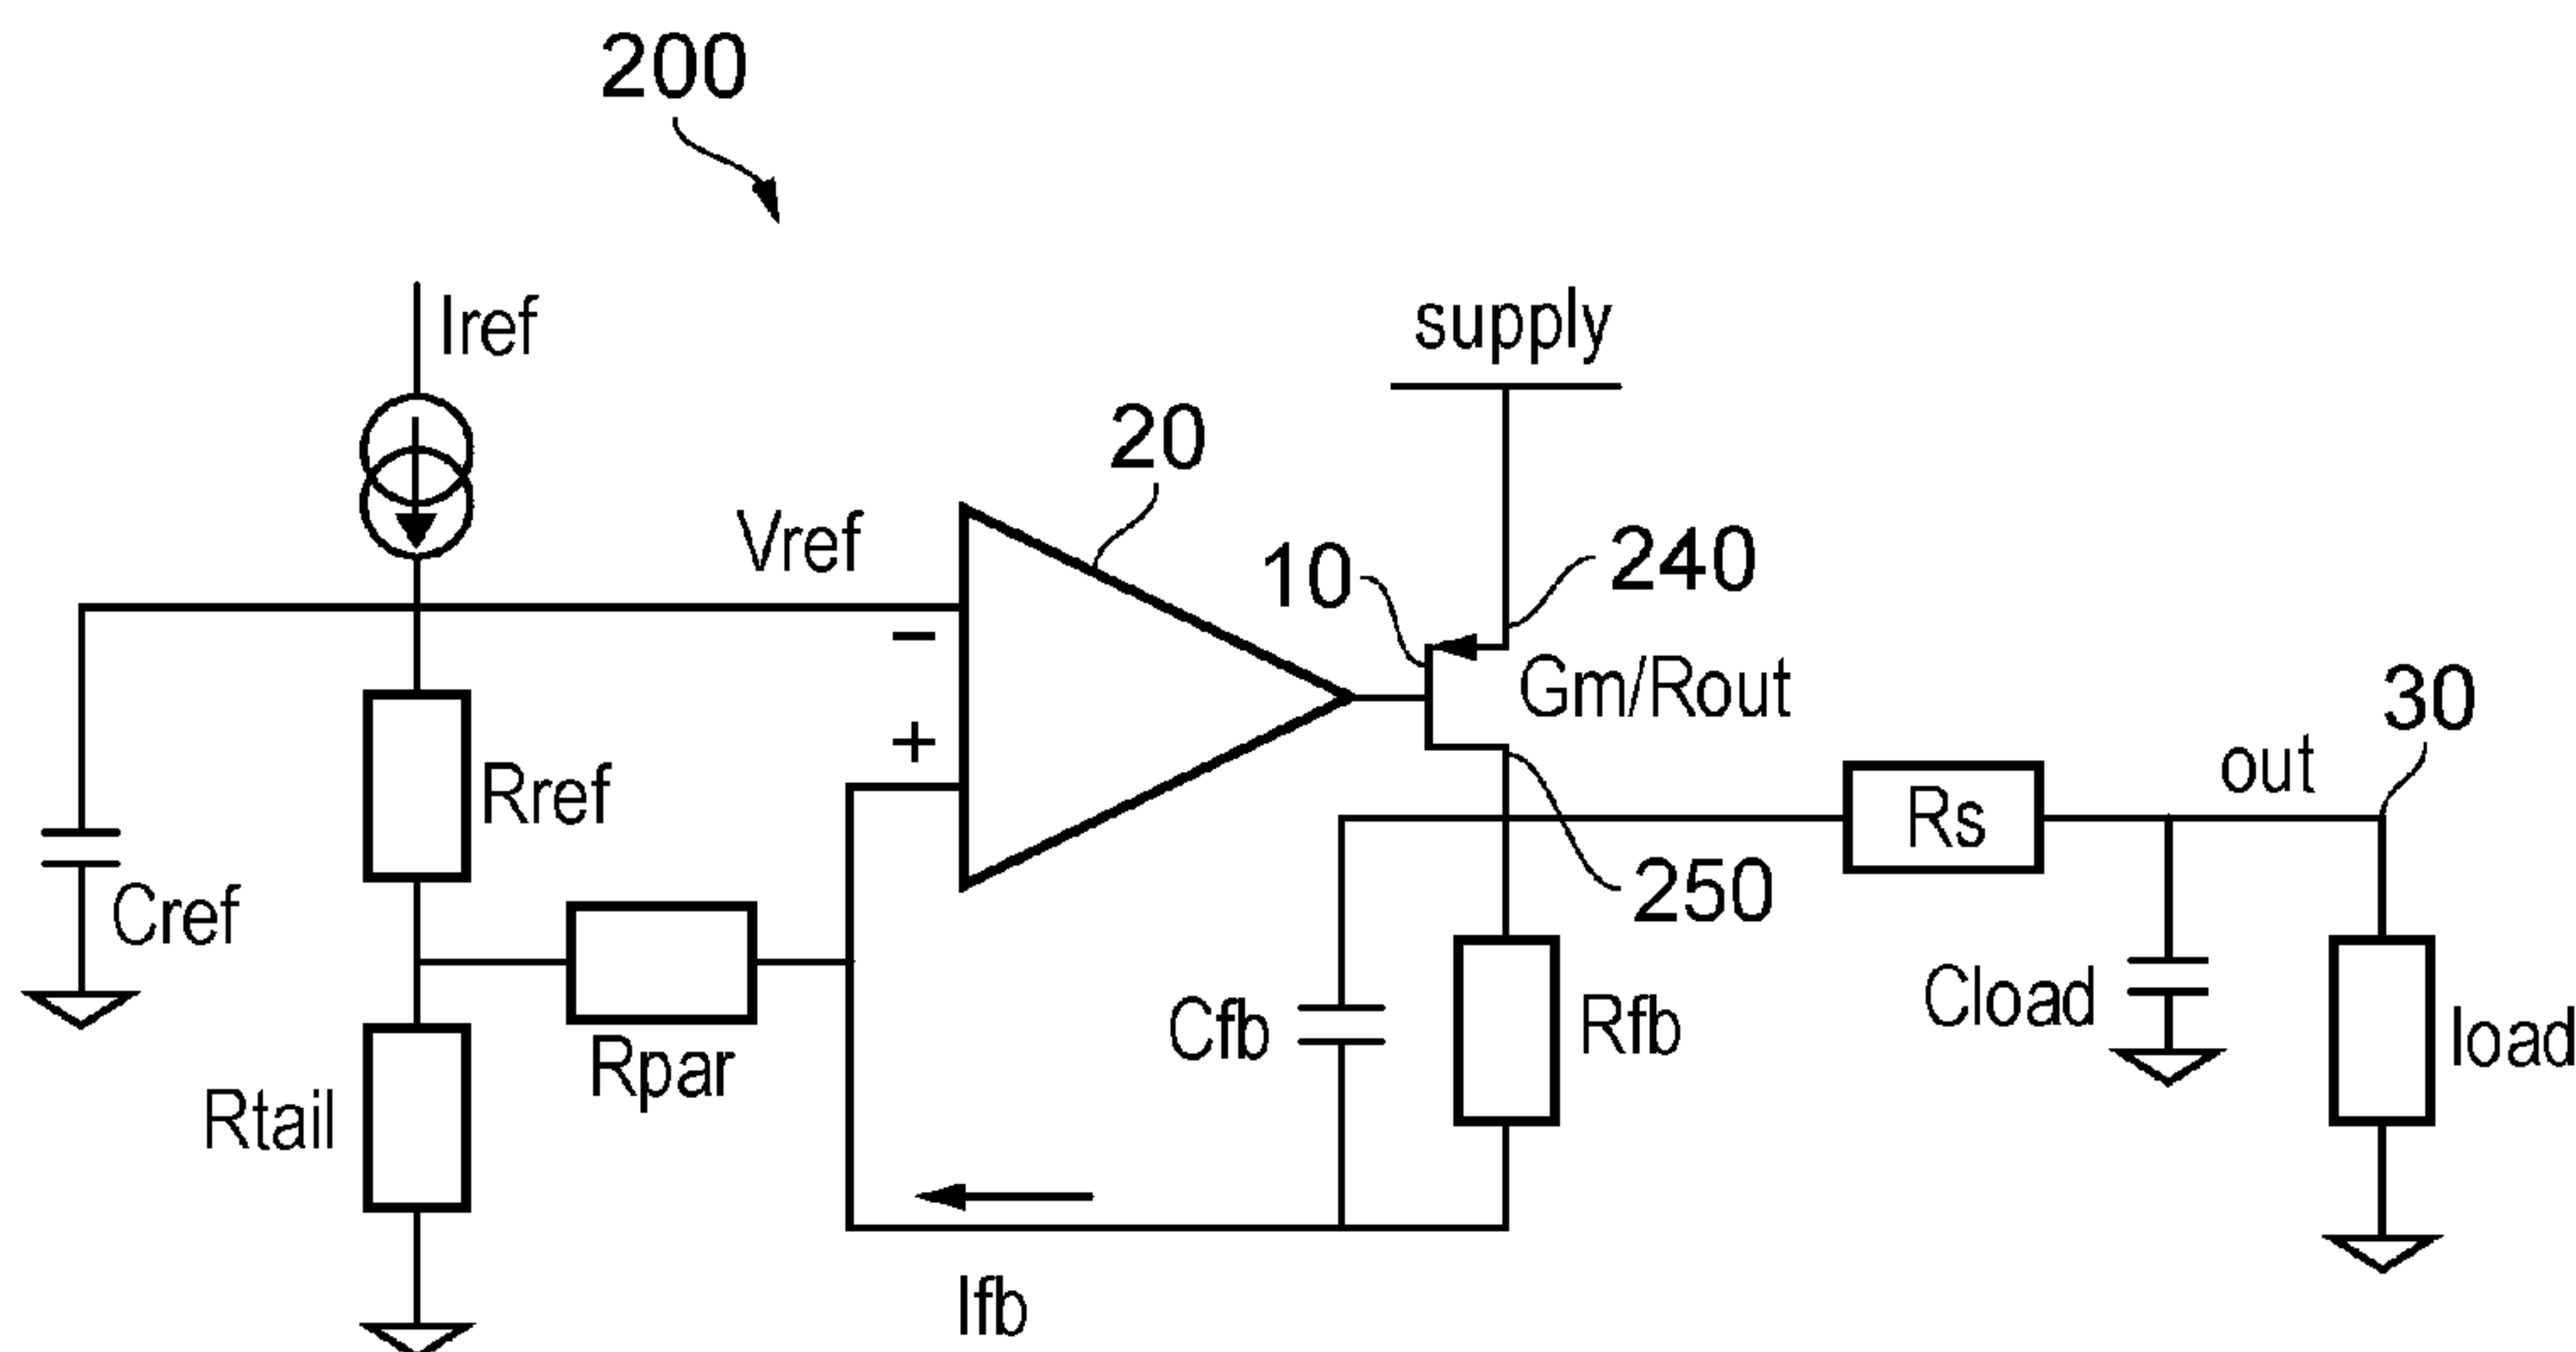 200
Iref
supply
20
Vref
10
240
−
Gm/Rout
30
+
out
Rref
Rs
250
Cref
Cload
Rfb
Cfb
load
Rpar
Rtail
Ifb